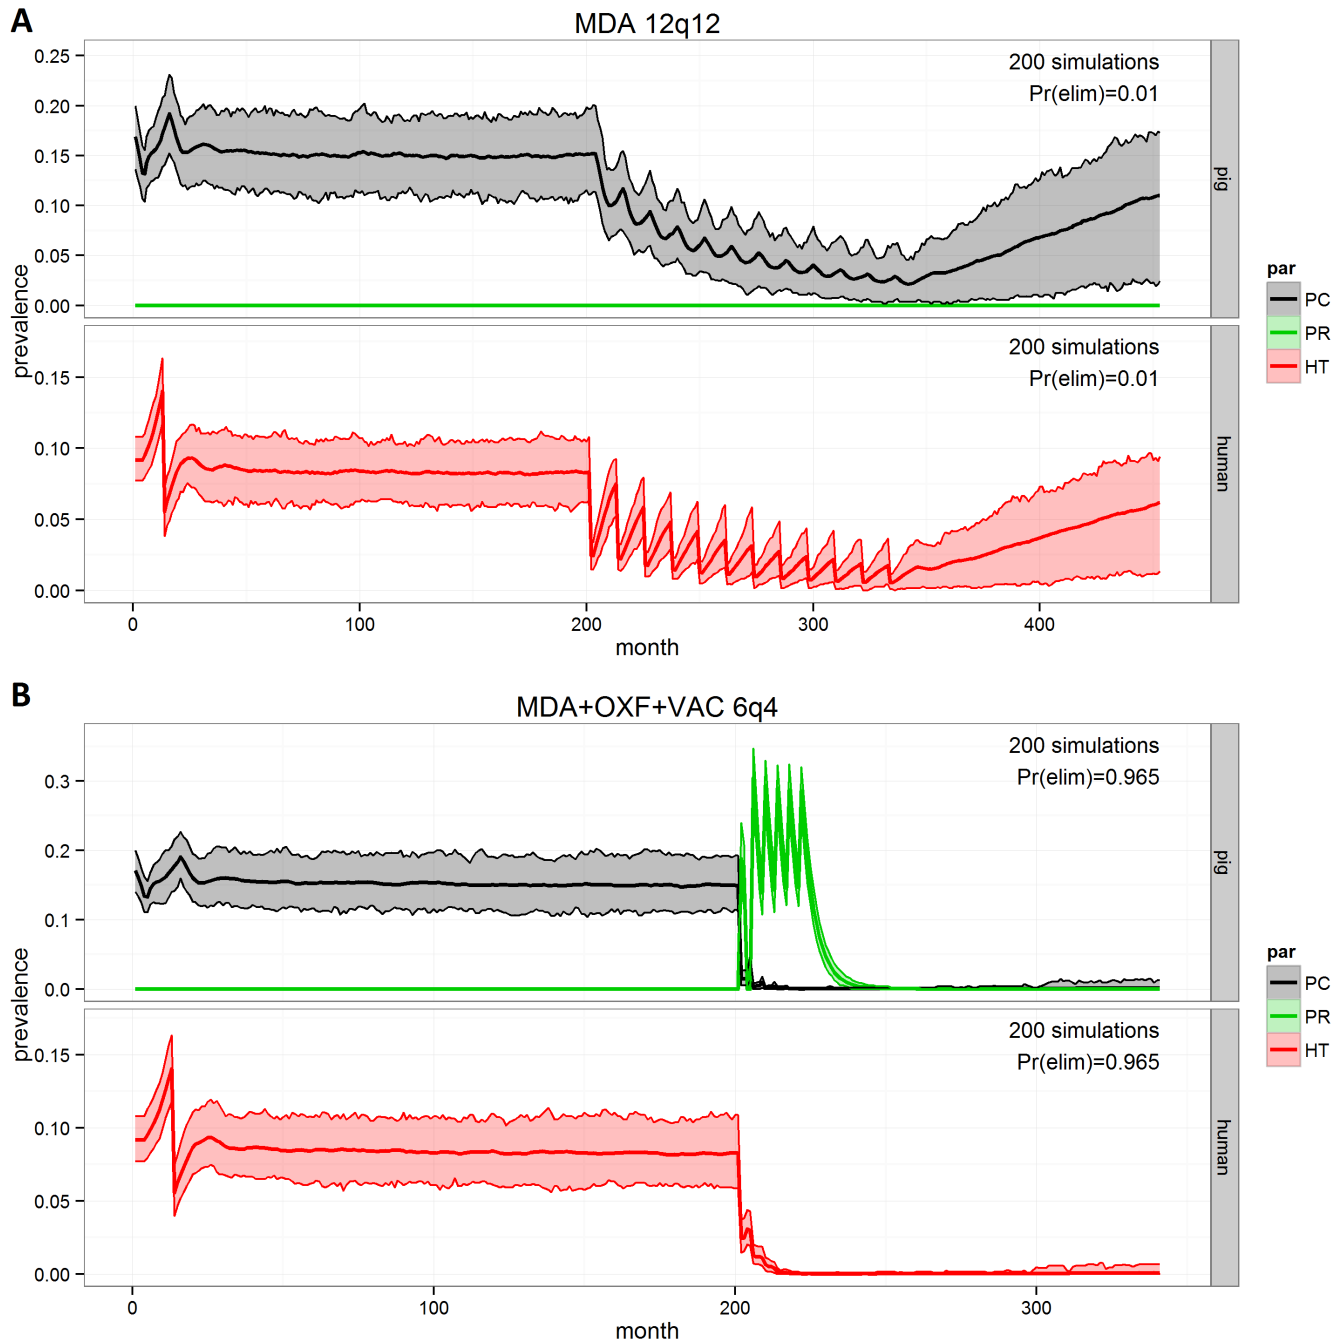 A
MDA 12q12
200 simulations
Pr(elim)=0.01
0.25
0.20
0.15
0.10
0.05
0.00
pig
prevalence
200 simulations
Pr(elim)=0.01
0.15
0.10
0.05
0.00
human
0
100
200
300
400
month
par
PC
PR
HT
B
MDA+OXF+VAC 6q4
200 simulations
Pr(elim)=0.965
0.3
0.2
0.1
0.0
pig
prevalence
200 simulations
Pr(elim)=0.965
0.15
0.10
0.05
0.00
human
0
100
200
300
month
par
PC
PR
HT